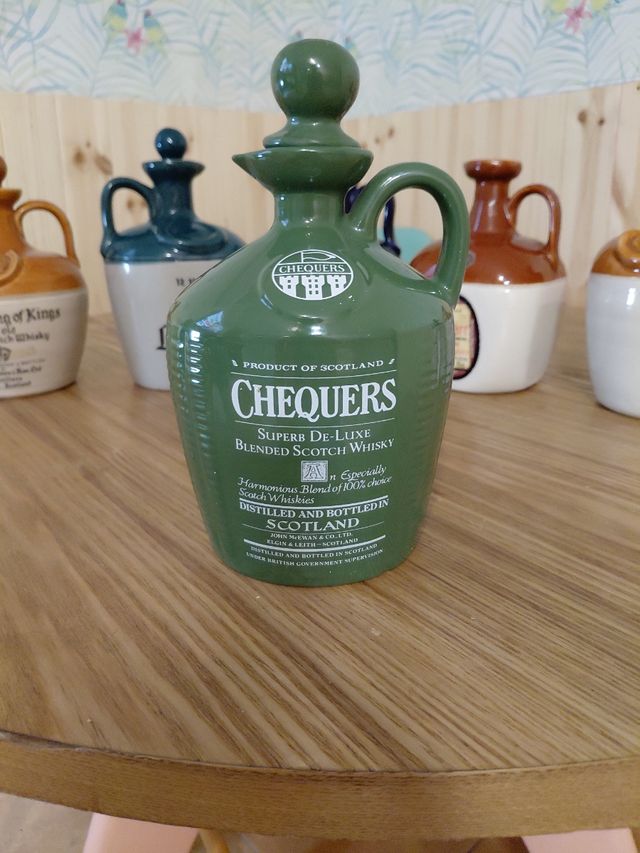 CHEQUERS
PRODUCT OF SCOTLAND
CHEQUERS
SUPERB DE-LUXE
BLENDED SCOTCH WHISKY
An Especially
Harmonious Blend of 100% choice
Scotch Whiskies
DISTILLED AND BOTTLED IN
SCOTLAND
JOHN McEWAN & CO., LTD.
ELGIN & LEITH – SCOTLAND
DISTILLED AND BOTTLED IN SCOTLAND
UNDER BRITISH GOVERNMENT SUPERVISION
g of Kings
Whisky